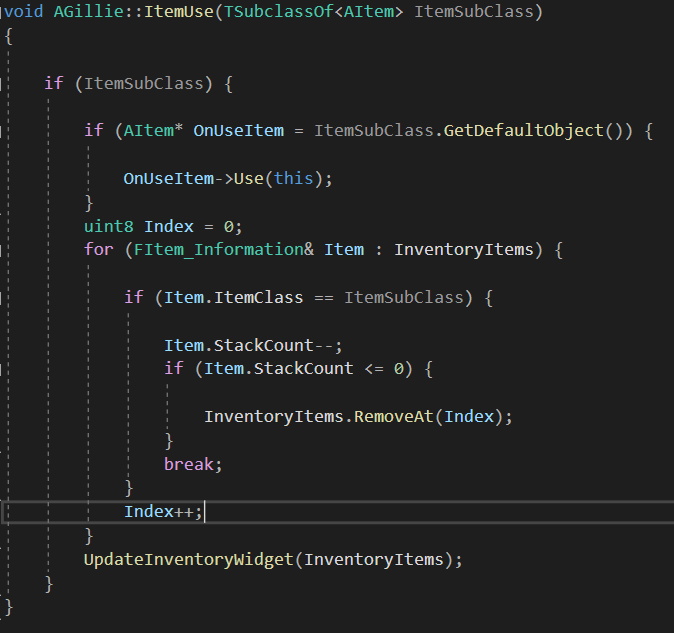 void AGillie::ItemUse(TSubclassOf<AItem> ItemSubClass)
{
if (ItemSubClass) {
if (AItem* OnUseItem = ItemSubClass.GetDefaultObject()) {
OnUseItem->Use(this);
}
uint8 Index = 0;
for (FItem_Information& Item : InventoryItems) {
if (Item.ItemClass == ItemSubClass) {
Item.StackCount--;
if (Item.StackCount <= 0) {
InventoryItems.RemoveAt(Index);
}
break;
}
Index++;
}
UpdateInventoryWidget(InventoryItems);
}
}